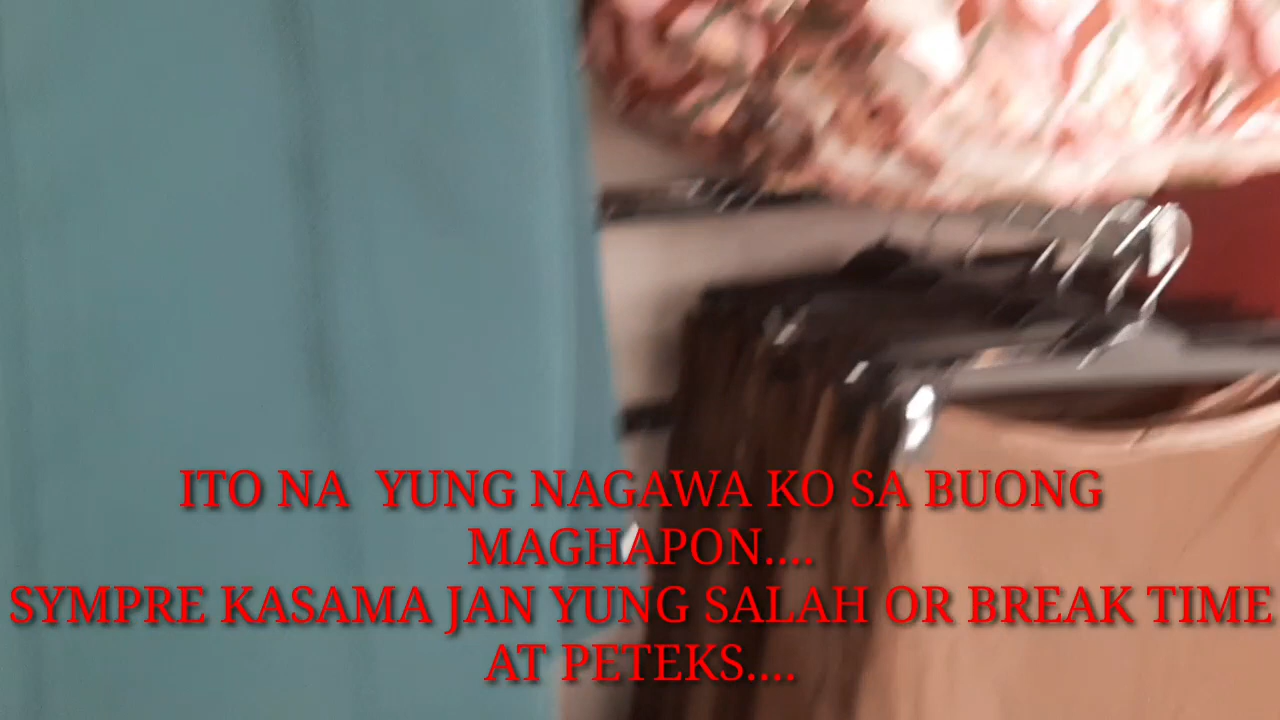 ITO NA  YUNG NAGAWA KO SA BUONG
MAGHAPON....
SYMPRE KASAMA JAN YUNG SALAH OR BREAK TIME
AT PETEKS....